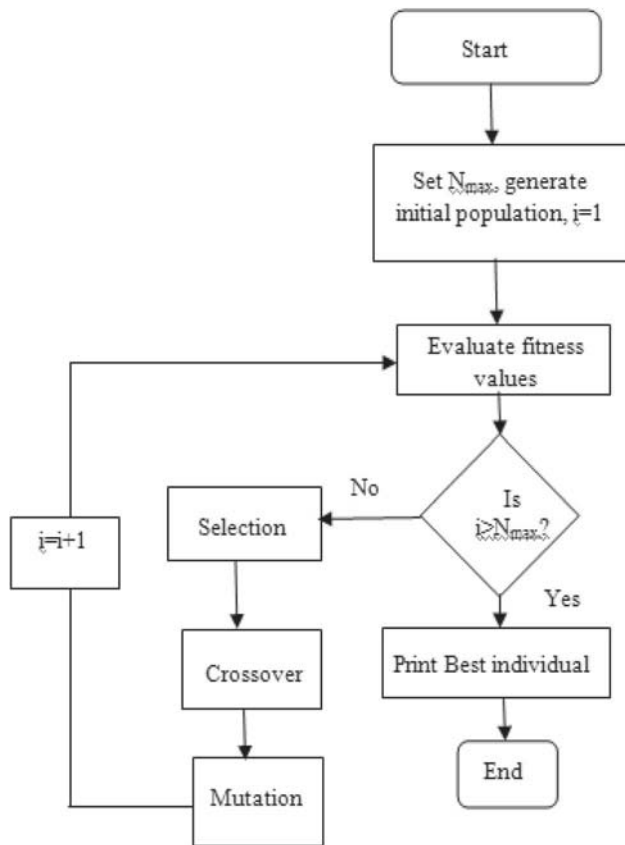 Start
Set Nmax, generate
initial population, i=1
Evaluate fitness
values
Is
i>Nmax?
No
Selection
i=i+1
Yes
Crossover
Print Best individual
Mutation
End